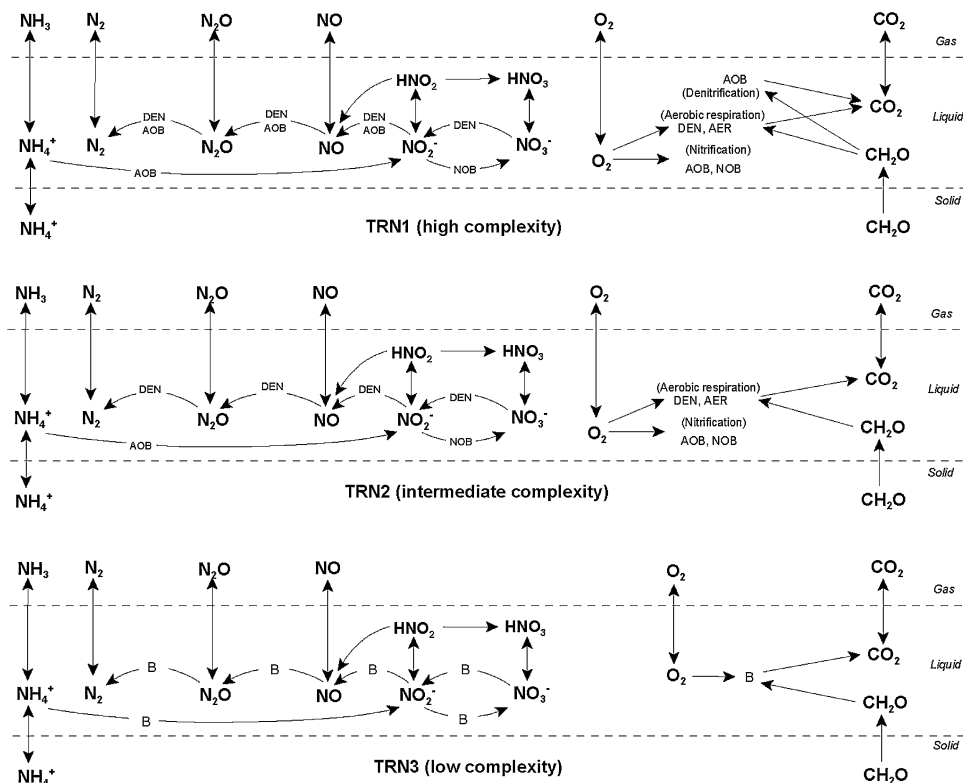 NH₃ N₂ N₂O NO O₂ CO₂
Gas
HNO₂ HNO₃ AOB
(Denitrification)
CO₂
DEN DEN DEN DEN (Aerobic respiration) Liquid
AOB AOB AOB DEN, AER
NH₄⁺ N₂ N₂O NO NO₂⁻ NO₃⁻ O₂ (Nitrification) CH₂O
AOB NOB AOB, NOB
Solid
NH₄⁺ TRN1 (high complexity) CH₂O
NH₃ N₂ N₂O NO O₂ CO₂
Gas
HNO₂ HNO₃
CO₂
DEN DEN DEN DEN (Aerobic respiration) Liquid
DEN, AER
NH₄⁺ N₂ N₂O NO NO₂⁻ NO₃⁻ O₂ (Nitrification) CH₂O
AOB NOB AOB, NOB
Solid
NH₄⁺ TRN2 (intermediate complexity) CH₂O
NH₃ N₂ N₂O NO O₂ CO₂
Gas
HNO₂ HNO₃
CO₂
B B B B O₂ B Liquid
NH₄⁺ N₂ N₂O NO NO₂⁻ NO₃⁻ CH₂O
B B
Solid
NH₄⁺ TRN3 (low complexity) CH₂O